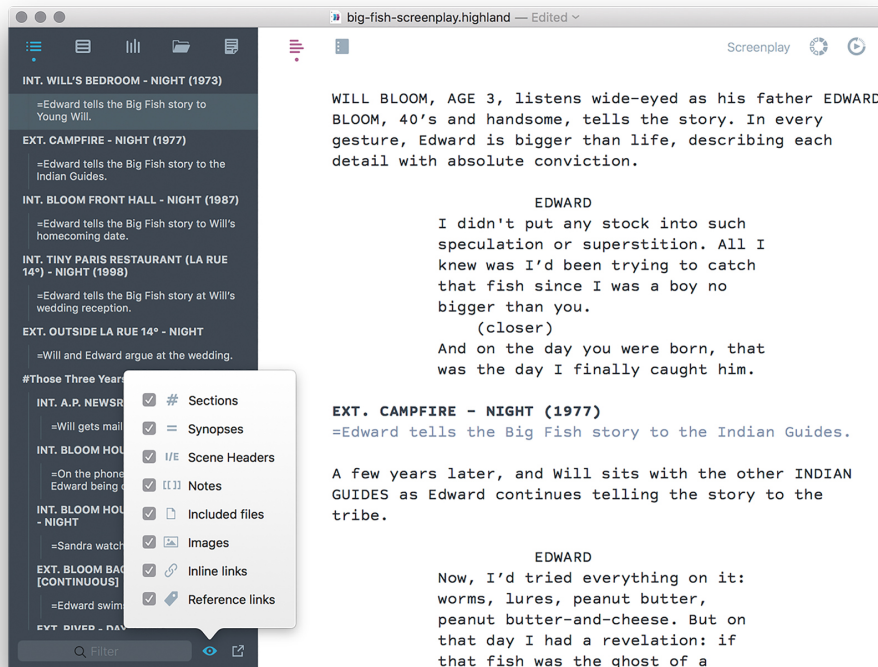 big-fish-screenplay.highland — Edited
Screenplay
INT. WILL'S BEDROOM - NIGHT (1973)
=Edward tells the Big Fish story to
Young Will.
EXT. CAMPFIRE - NIGHT (1977)
=Edward tells the Big Fish story to the
Indian Guides.
INT. BLOOM FRONT HALL - NIGHT (1987)
=Edward tells the Big Fish story to Will's
homecoming date.
INT. TINY PARIS RESTAURANT (LA RUE
14°) - NIGHT (1998)
=Edward tells the Big Fish story at Will's
wedding reception.
EXT. OUTSIDE LA RUE 14° - NIGHT
=Will and Edward argue at the wedding.
#Those Three Years
INT. A.P. NEWSR
=Will gets mail
INT. BLOOM HOU
=On the phone
Edward being
INT. BLOOM HOU
- NIGHT
=Sandra watch
EXT. BLOOM BAC
[CONTINUOUS]
=Edward swim
EXT. RIVER - DAY
Filter
# Sections
= Synopses
I/E Scene Headers
[[]] Notes
Included files
Images
Inline links
Reference links
WILL BLOOM, AGE 3, listens wide-eyed as his father EDWARD
BLOOM, 40's and handsome, tells the story. In every
gesture, Edward is bigger than life, describing each
detail with absolute conviction.
EDWARD
I didn't put any stock into such
speculation or superstition. All I
knew was I'd been trying to catch
that fish since I was a boy no
bigger than you.
(closer)
And on the day you were born, that
was the day I finally caught him.
EXT. CAMPFIRE - NIGHT (1977)
=Edward tells the Big Fish story to the Indian Guides.
A few years later, and Will sits with the other INDIAN
GUIDES as Edward continues telling the story to the
tribe.
EDWARD
Now, I'd tried everything on it:
worms, lures, peanut butter,
peanut butter-and-cheese. But on
that day I had a revelation: if
that fish was the ghost of a